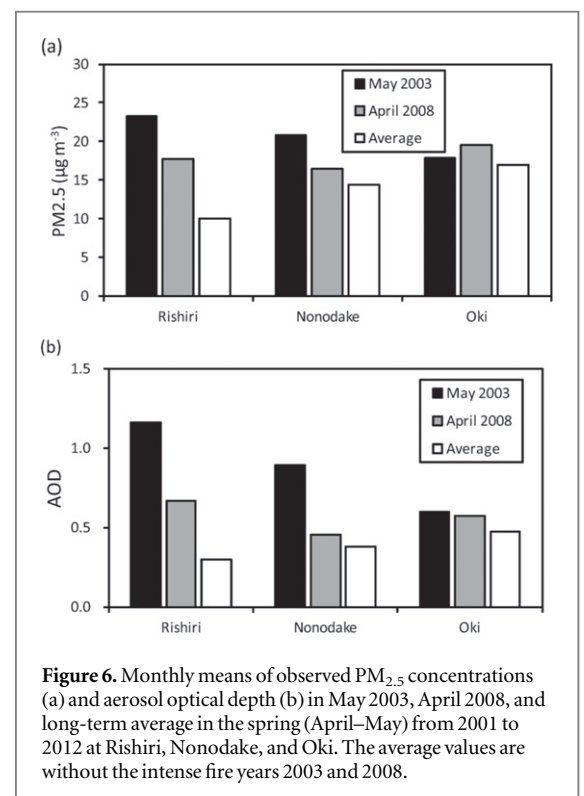 (a)
30
25
20
15
10
5
0
PM2.5 (µg m⁻³)
May 2003
April 2008
Average
Rishiri Nonodake Oki
(b)
1.5
1.0
0.5
0.0
AOD
May 2003
April 2008
Average
Rishiri Nonodake Oki
Figure 6. Monthly means of observed PM₂.₅ concentrations
(a) and aerosol optical depth (b) in May 2003, April 2008, and
long-term average in the spring (April–May) from 2001 to
2012 at Rishiri, Nonodake, and Oki. The average values are
without the intense fire years 2003 and 2008.